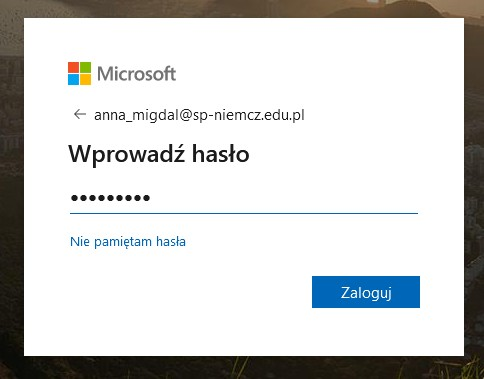 Microsoft
← anna_migdal@sp-niemcz.edu.pl
Wprowadź hasło
•••••••••
Nie pamiętam hasła
Zaloguj